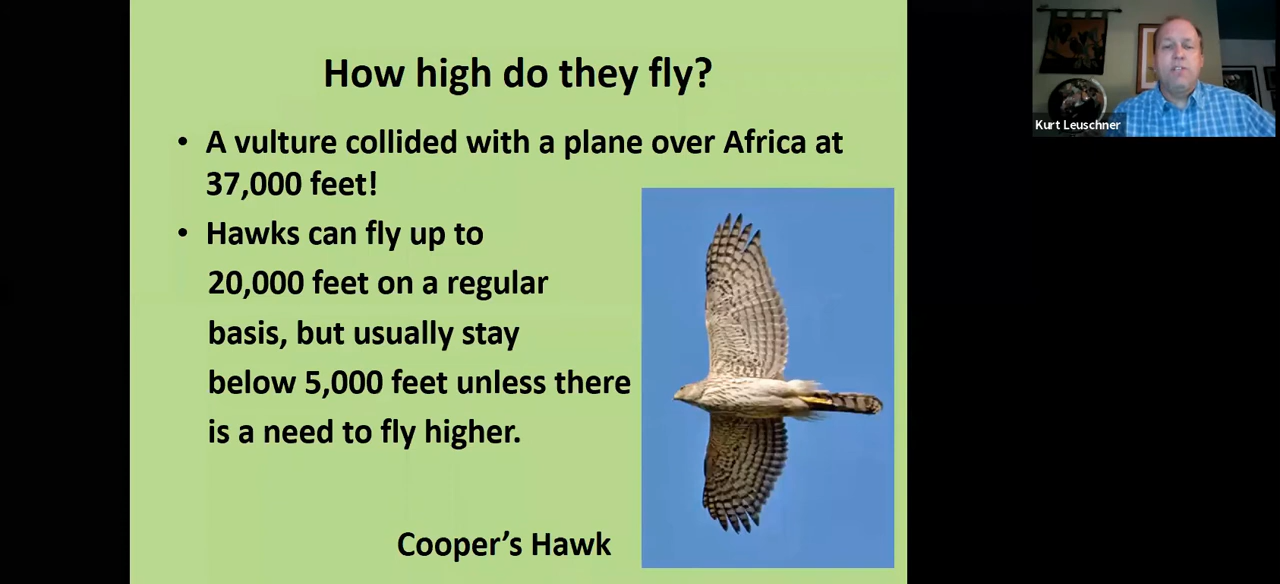 How high do they fly?
• A vulture collided with a plane over Africa at
37,000 feet!
• Hawks can fly up to
20,000 feet on a regular
basis, but usually stay
below 5,000 feet unless there
is a need to fly higher.
Cooper's Hawk
Kurt Leuschner